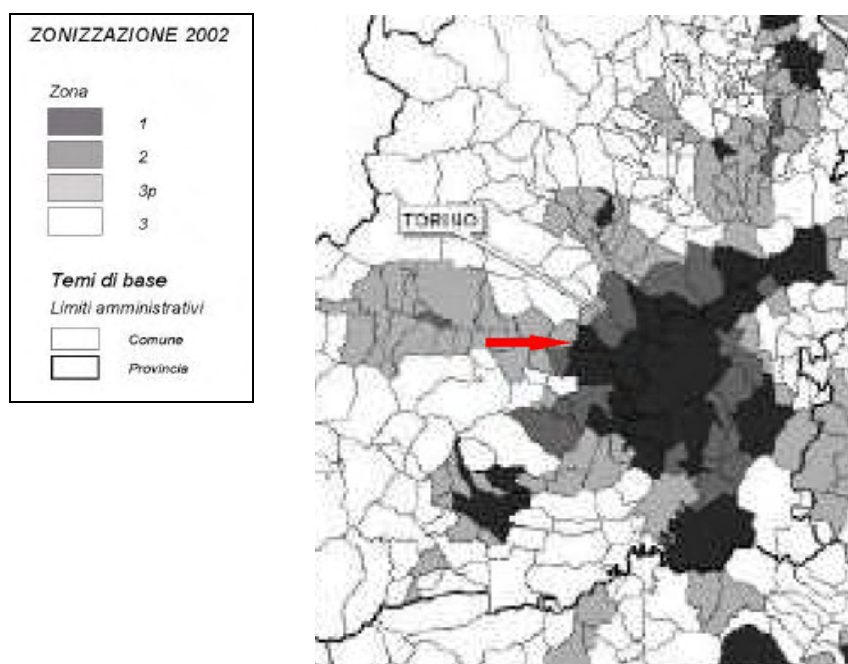 ZONIZZAZIONE 2002
Zona
1
2
3p
3
Temi di base
Limiti amministrativi
Comune
Provincia
TORINO